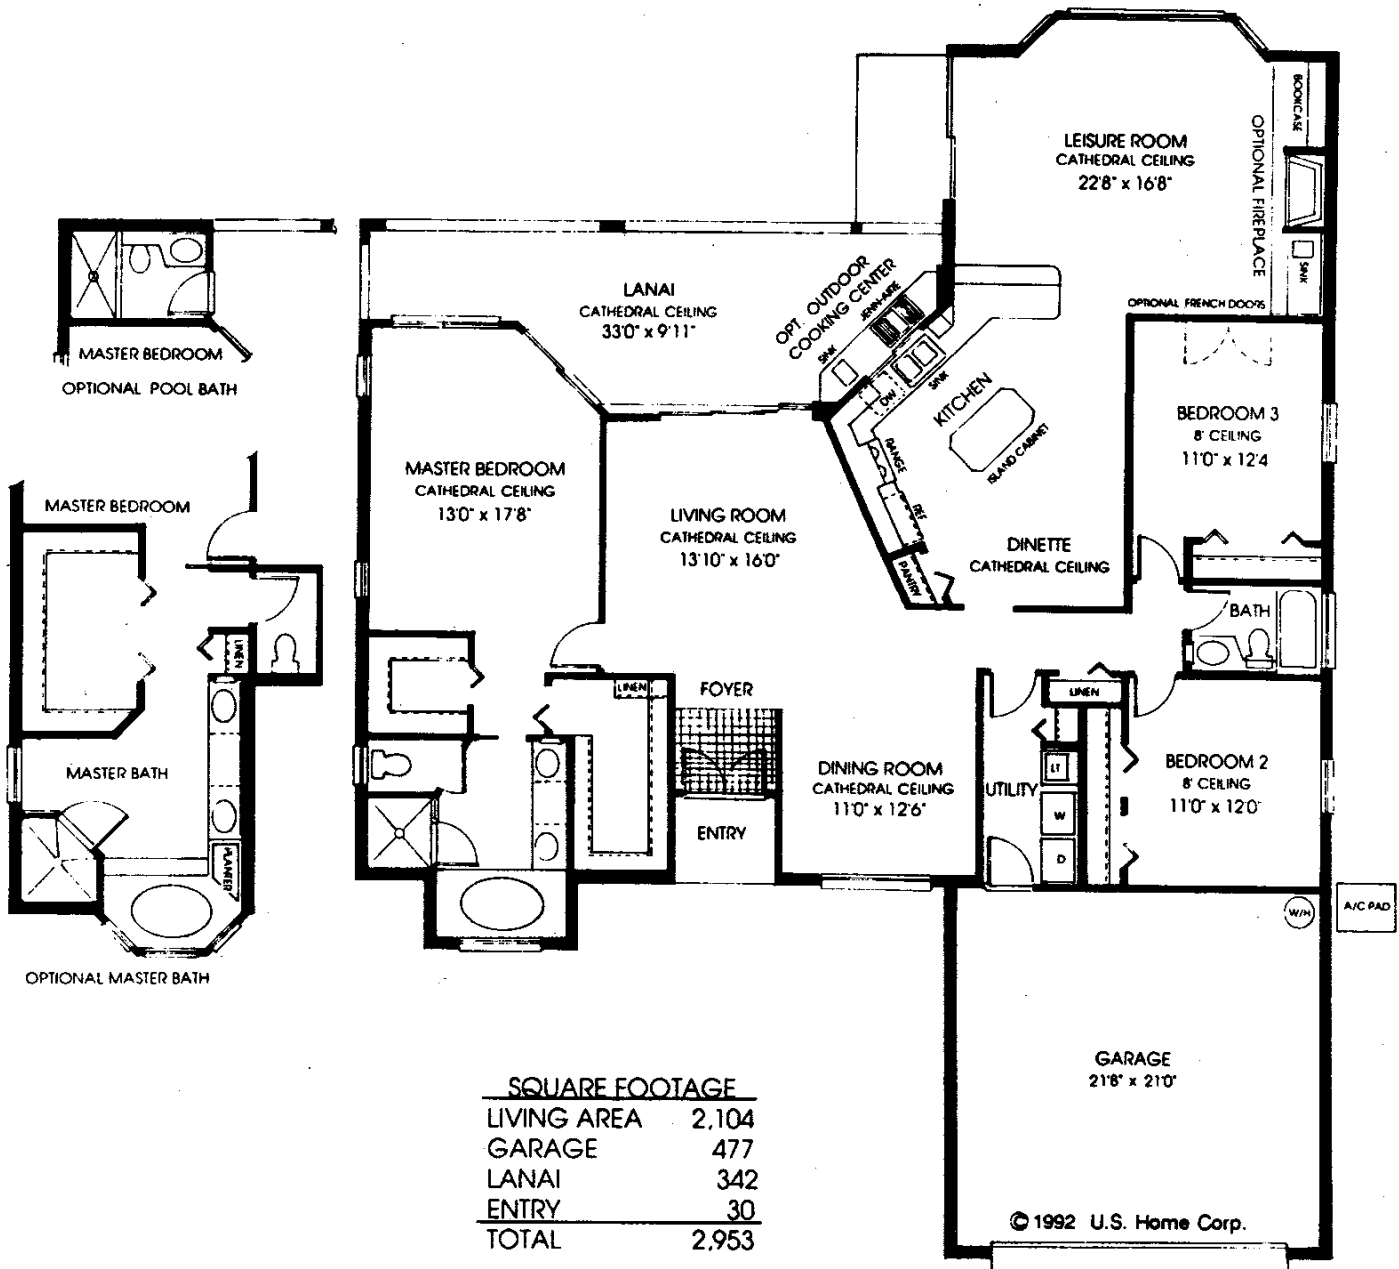 LEISURE ROOM
CATHEDRAL CEILING
22'8" x 16'8"
BOOKCASE
OPTIONAL FIREPLACE
SINK
OPTIONAL FRENCH DOORS
MASTER BEDROOM
OPTIONAL POOL BATH
LANAI
CATHEDRAL CEILING
33'0" x 9'11"
OPT. OUTDOOR
COOKING CENTER
JENN-AIRE
SINK
SINK
DW
KITCHEN
ISLAND CABINET
RANGE
REF
PANTRY
DINETTE
CATHEDRAL CEILING
BEDROOM 3
8' CEILING
11'0" x 12'4
BATH
MASTER BEDROOM
CATHEDRAL CEILING
13'0" x 17'8"
LIVING ROOM
CATHEDRAL CEILING
13'10" x 16'0"
MASTER BEDROOM
LINEN
MASTER BATH
PLANTER
OPTIONAL MASTER BATH
LINEN
FOYER
ENTRY
DINING ROOM
CATHEDRAL CEILING
11'0" x 12'6"
LINEN
UTILITY
LT
W
D
BEDROOM 2
8' CEILING
11'0" x 12'0"
W/H
A/C PAD
GARAGE
21'8" x 21'0"
SQUARE FOOTAGE
LIVING AREA 2,104
GARAGE 477
LANAI 342
ENTRY 30
TOTAL 2,953
© 1992 U.S. Home Corp.